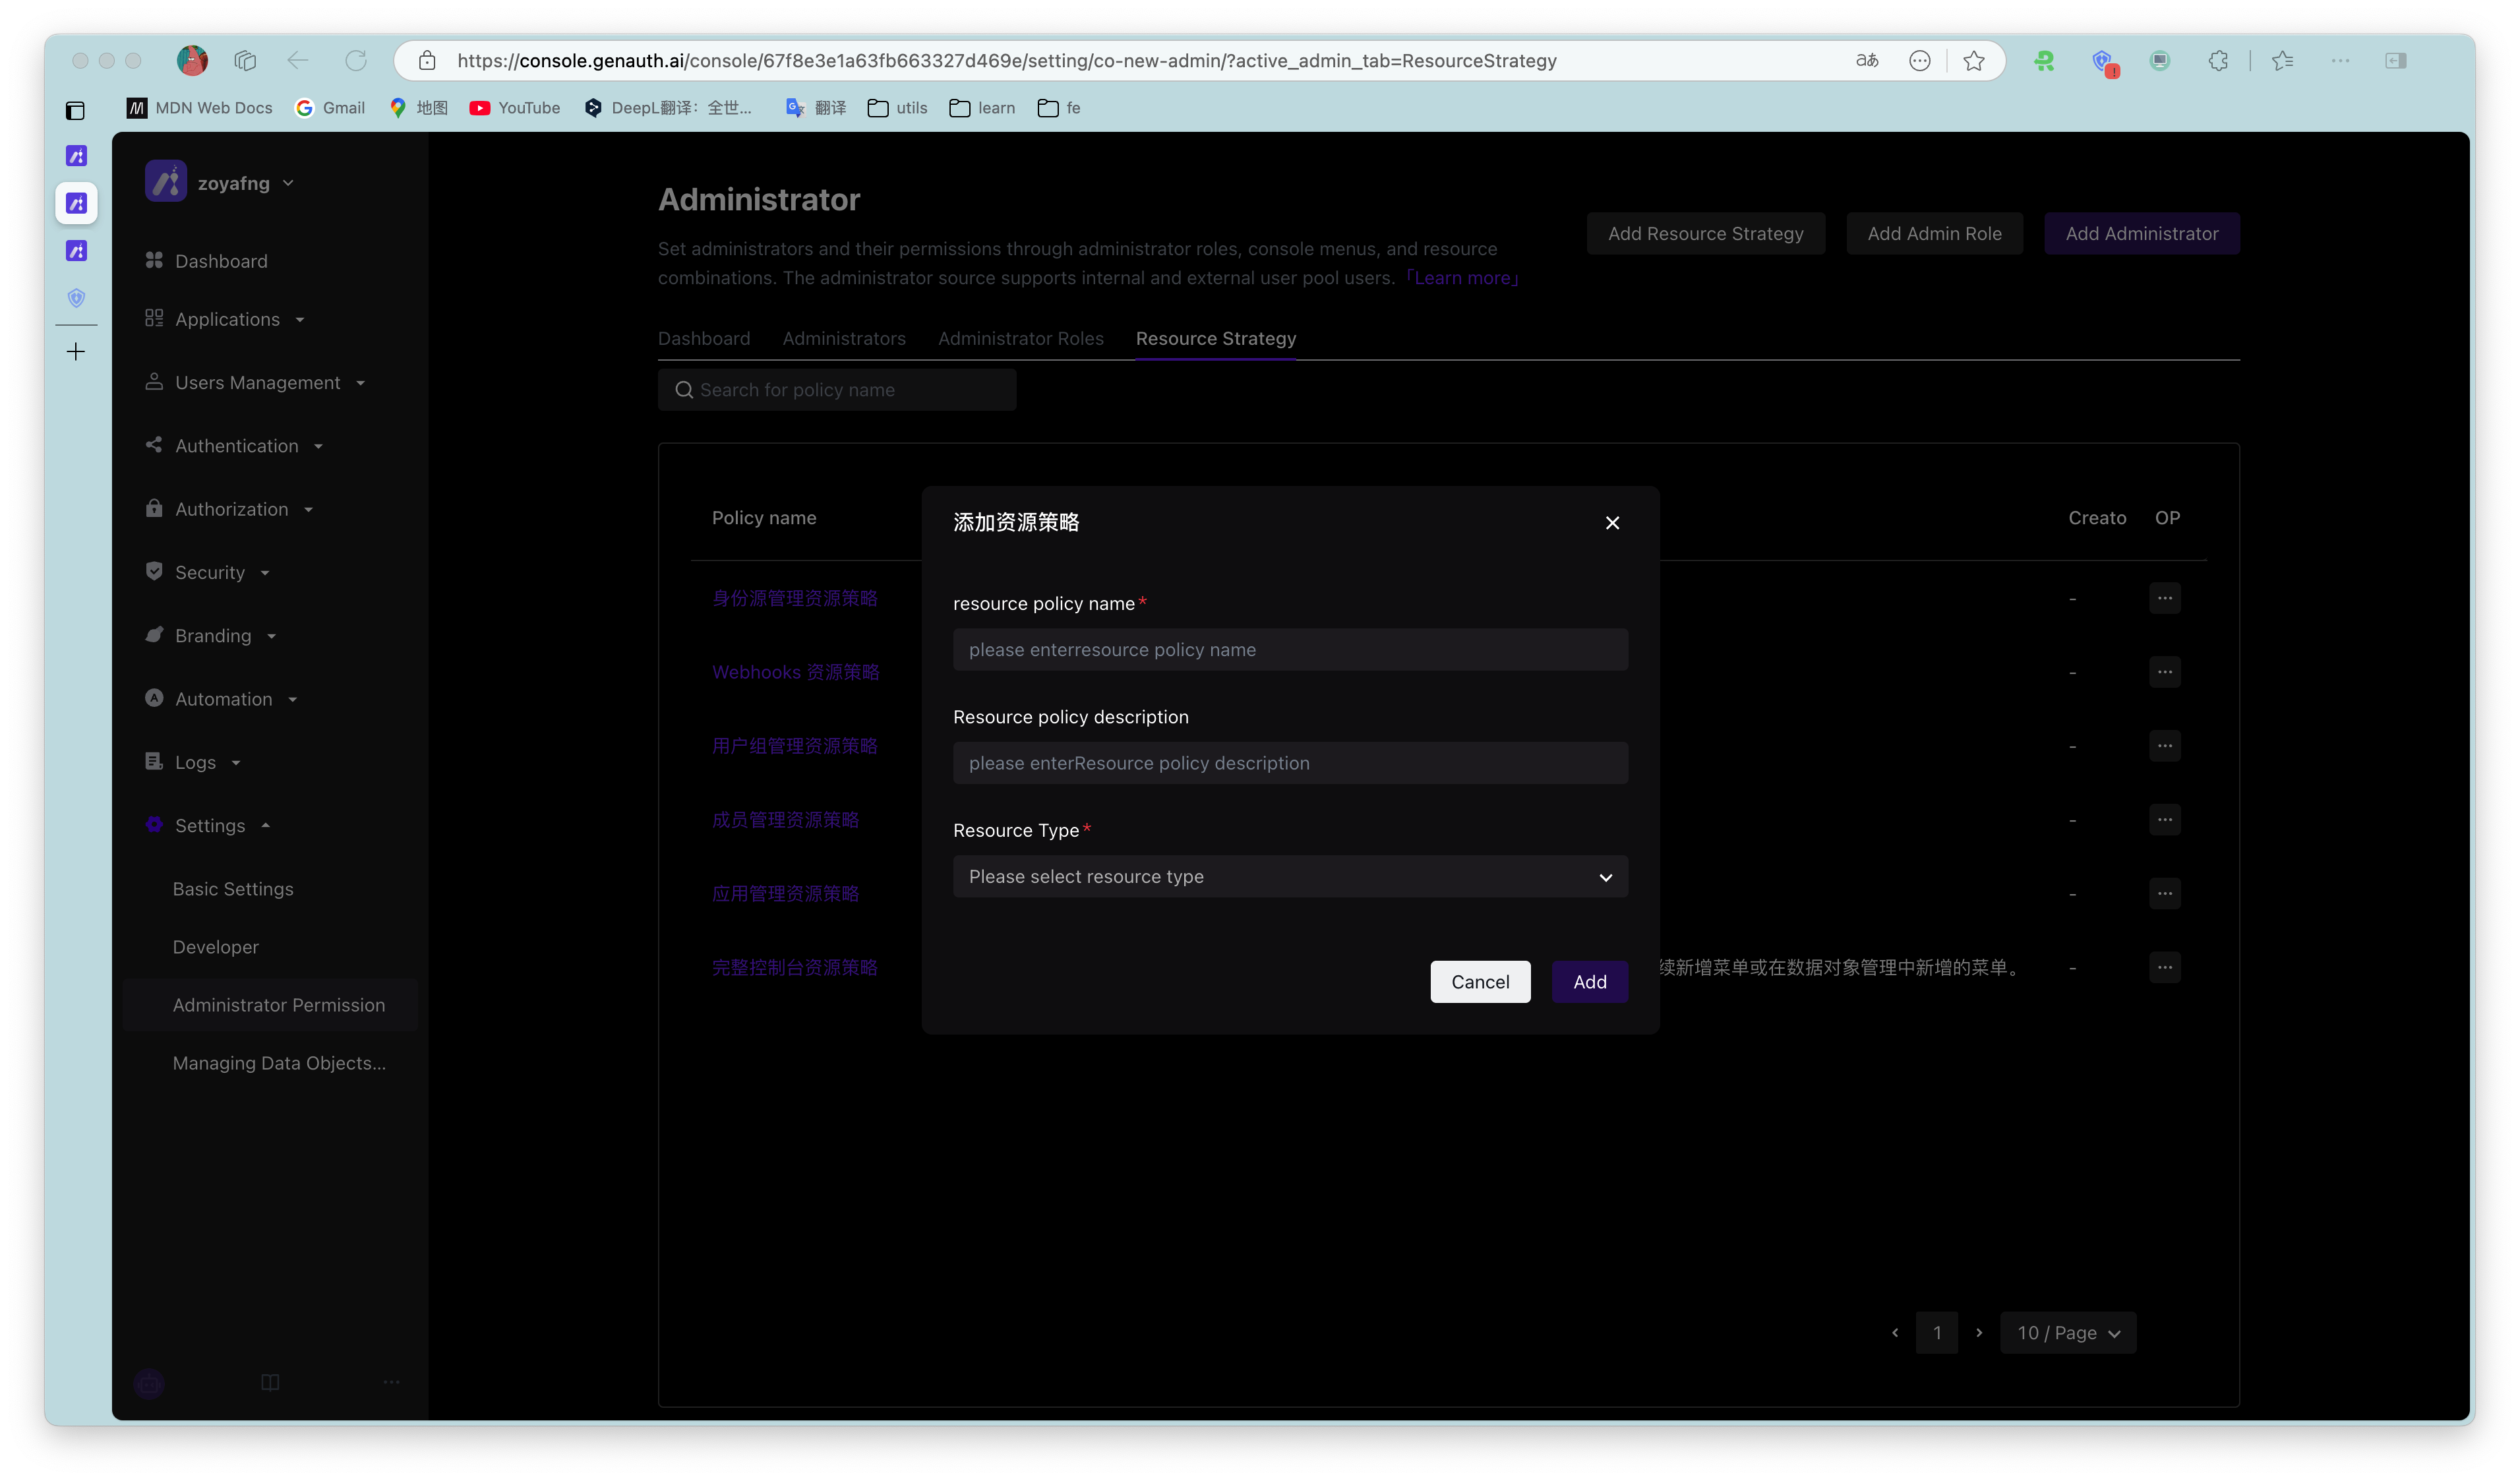 https://console.genauth.ai/console/67f8e3e1a63fb663327d469e/setting/co-new-admin/?active_admin_tab=ResourceStrategy
aあ
MDN Web Docs
Gmail
地图
YouTube
DeepL翻译：全世...
翻译
utils
learn
fe
zoyafng
Dashboard
Applications
Users Management
Authentication
Authorization
Security
Branding
Automation
Logs
Settings
Basic Settings
Developer
Administrator Permission
Managing Data Objects...
Administrator
Set administrators and their permissions through administrator roles, console menus, and resource
combinations. The administrator source supports internal and external user pool users.「Learn more」
Add Resource Strategy
Add Admin Role
Add Administrator
Dashboard
Administrators
Administrator Roles
Resource Strategy
Search for policy name
Policy name
Creato
OP
身份源管理资源策略
-
Webhooks 资源策略
-
用户组管理资源策略
-
成员管理资源策略
-
应用管理资源策略
-
完整控制台资源策略
续新增菜单或在数据对象管理中新增的菜单。
-
添加资源策略
resource policy name*
please enterresource policy name
Resource policy description
please enterResource policy description
Resource Type*
Please select resource type
Cancel
Add
1
10 / Page